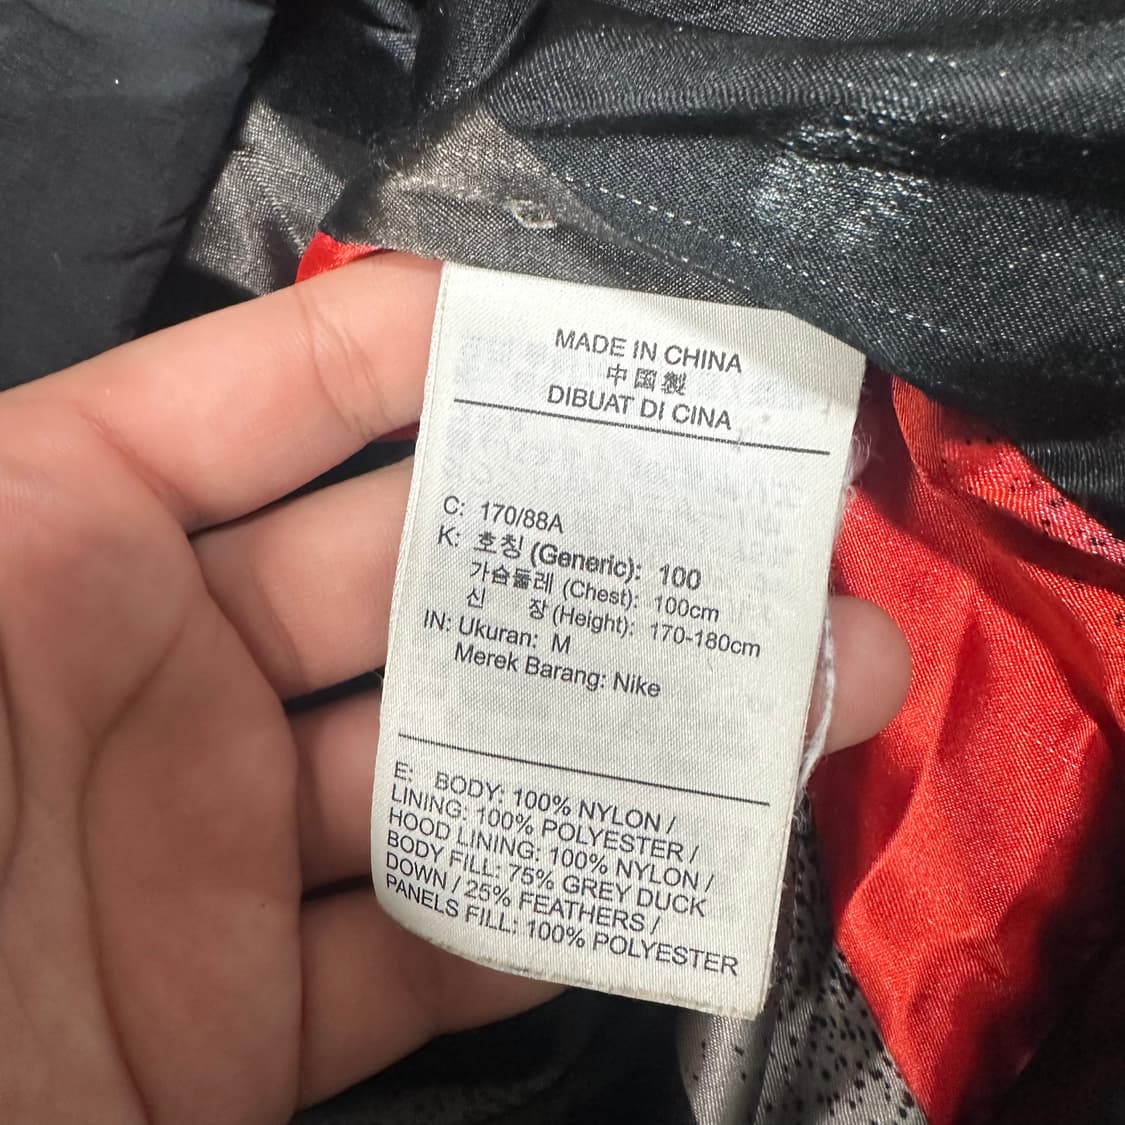 MADE IN CHINA
中国製
DIBUAT DI CINA
C: 170/88A
K: 호칭 (Generic): 100
가슴둘레 (Chest): 100cm
신 장 (Height): 170-180cm
IN: Ukuran: M
Merek Barang: Nike
E: BODY: 100% NYLON /
LINING: 100% POLYESTER /
HOOD LINING: 100% NYLON /
BODY FILL: 75% GREY DUCK
DOWN / 25% FEATHERS /
PANELS FILL: 100% POLYESTER